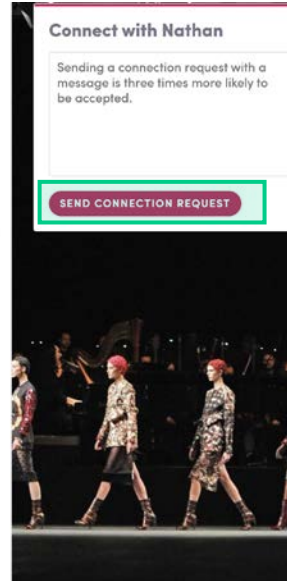 Connect with Nathan
Sending a connection request with a
message is three times more likely to
be accepted.
SEND CONNECTION REQUEST